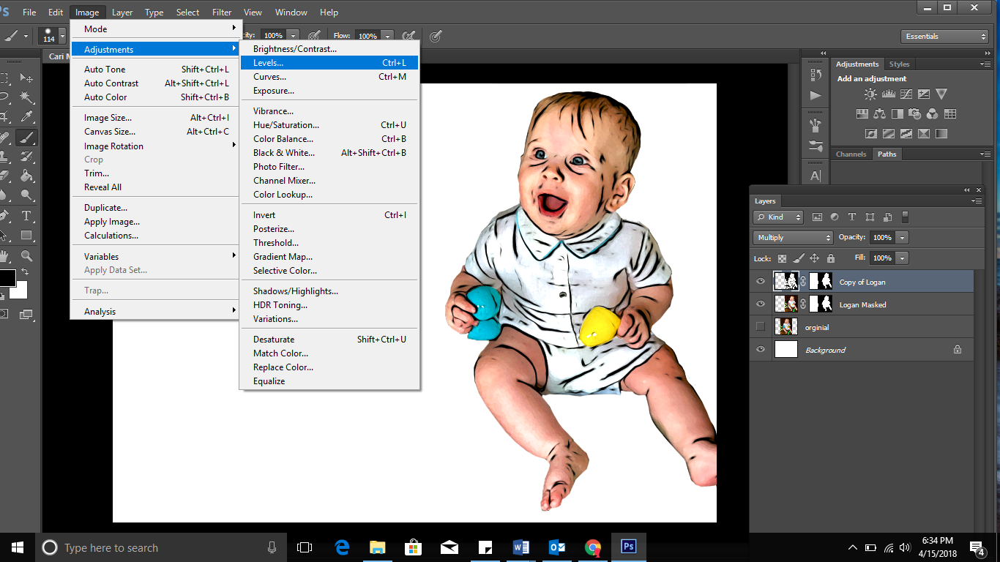 Ps File Edit Image Layer Type Select Filter View Window Help
114 100% Flow: 100% Essentials
Mode
Adjustments
Auto Tone Shift+Ctrl+L
Auto Contrast Alt+Shift+Ctrl+L
Auto Color Shift+Ctrl+B
Image Size... Alt+Ctrl+I
Canvas Size... Alt+Ctrl+C
Image Rotation
Crop
Trim...
Reveal All
Duplicate...
Apply Image...
Calculations...
Variables
Apply Data Set...
Trap...
Analysis
Brightness/Contrast...
Levels... Ctrl+L
Curves... Ctrl+M
Exposure...
Vibrance...
Hue/Saturation... Ctrl+U
Color Balance... Ctrl+B
Black & White... Alt+Shift+Ctrl+B
Photo Filter...
Channel Mixer...
Color Lookup...
Invert Ctrl+I
Posterize...
Threshold...
Gradient Map...
Selective Color...
Shadows/Highlights...
HDR Toning...
Variations...
Desaturate Shift+Ctrl+U
Match Color...
Replace Color...
Equalize
Cari
Adjustments Styles
Add an adjustment
Channels Paths
A
Layers
Kind T
Multiply Opacity: 100%
Lock: Fill: 100%
Copy of Logan
Logan Masked
orginial
Background
T
Type here to search
Ps
6:34 PM
4/15/2018
4